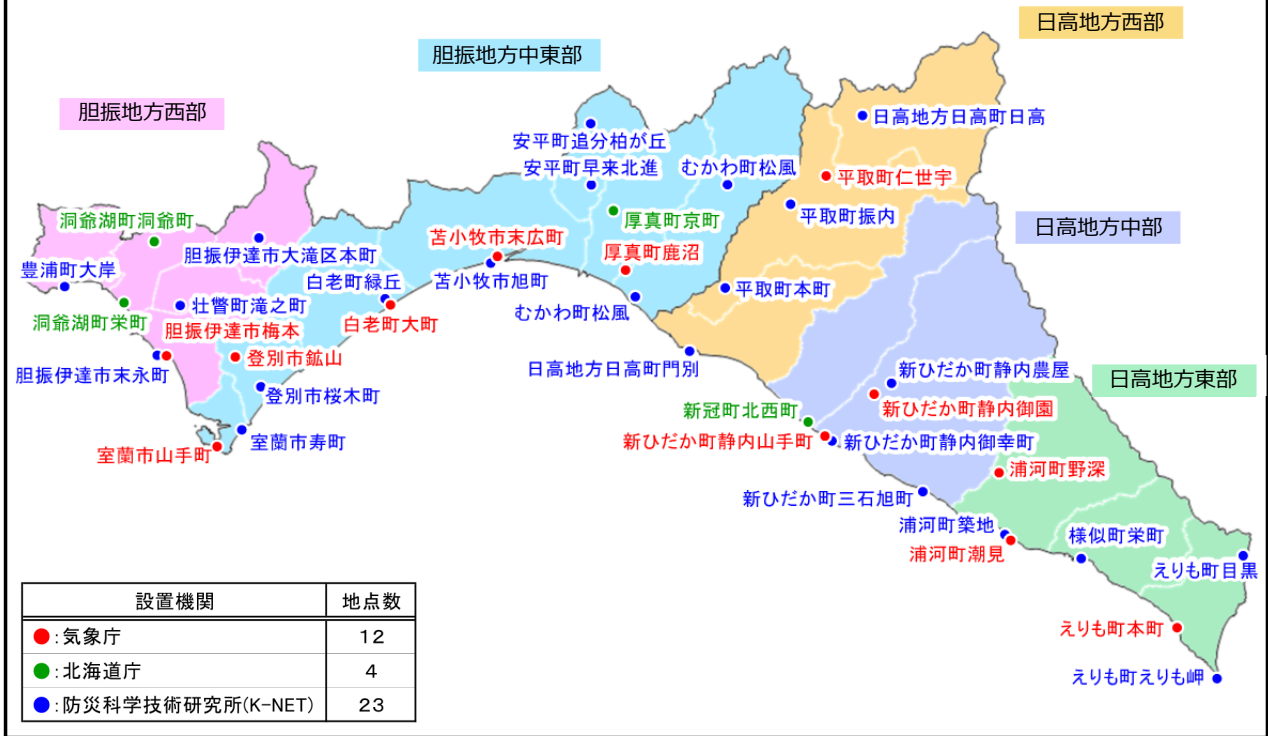 日高地方西部
胆振地方中東部
胆振地方西部
日高地方中部
日高地方東部
日高地方日高町日高
安平町追分柏が丘
安平町早来北進
むかわ町松風
平取町仁世宇
平取町振内
厚真町京町
洞爺湖町洞爺町
苫小牧市末広町
厚真町鹿沼
胆振伊達市大滝区本町
豊浦町大岸
白老町緑丘
苫小牧市旭町
平取町本町
壮瞥町滝之町
むかわ町松風
洞爺湖町栄町
白老町大町
胆振伊達市梅本
登別市鉱山
胆振伊達市末永町
日高地方日高町門別
新ひだか町静内農屋
登別市桜木町
新冠町北西町
新ひだか町静内御園
室蘭市寿町
新ひだか町静内山手町
新ひだか町静内御幸町
室蘭市山手町
浦河町野深
新ひだか町三石旭町
浦河町築地
様似町栄町
浦河町潮見
えりも町目黒
えりも町本町
えりも町えりも岬
設置機関 地点数
●:気象庁 12
●:北海道庁 4
●:防災科学技術研究所(K-NET) 23